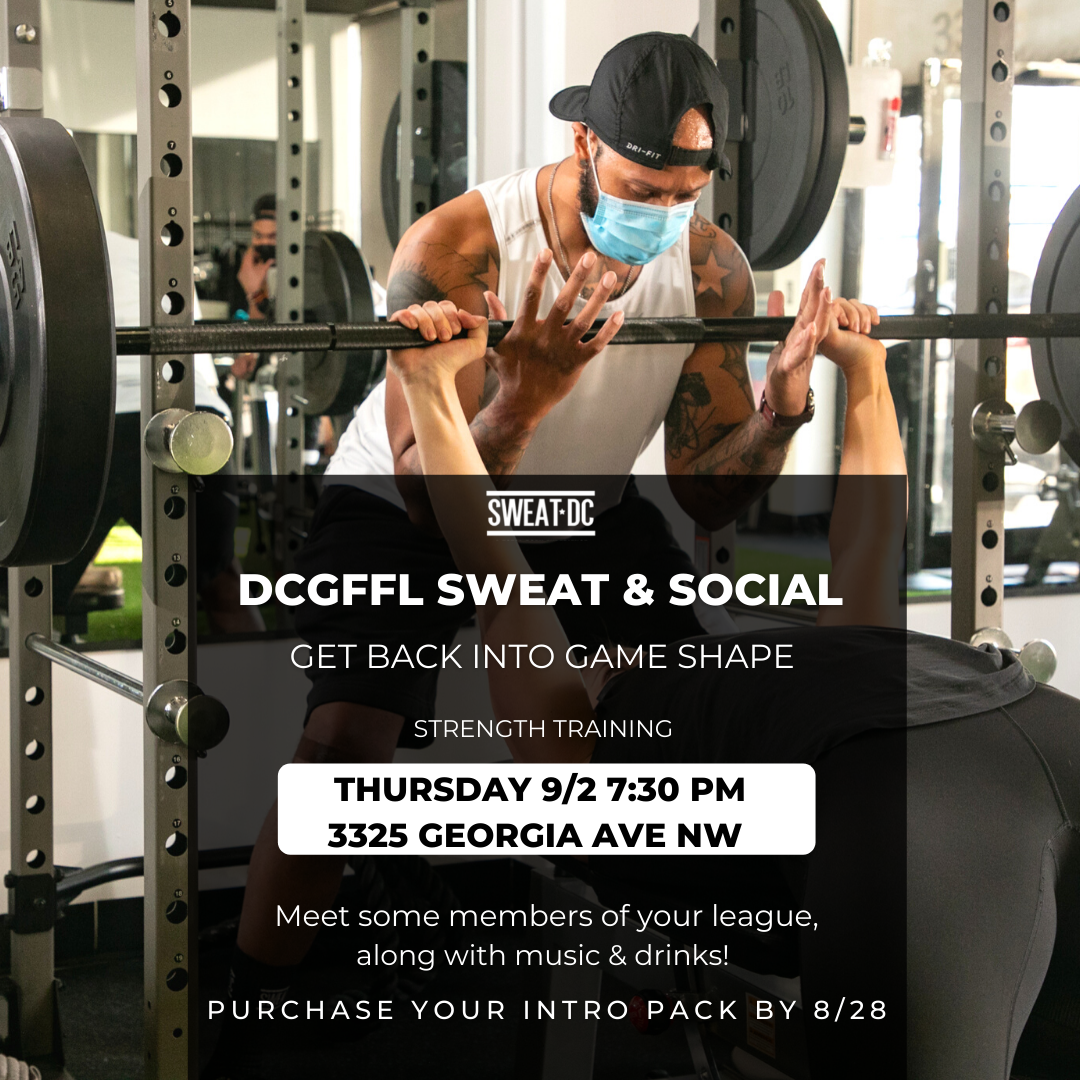 DRI-FIT
SWEAT★DC
DCGFFL SWEAT & SOCIAL
GET BACK INTO GAME SHAPE
STRENGTH TRAINING
THURSDAY 9/2 7:30 PM
3325 GEORGIA AVE NW
Meet some members of your league,
along with music & drinks!
PURCHASE YOUR INTRO PACK BY 8/28